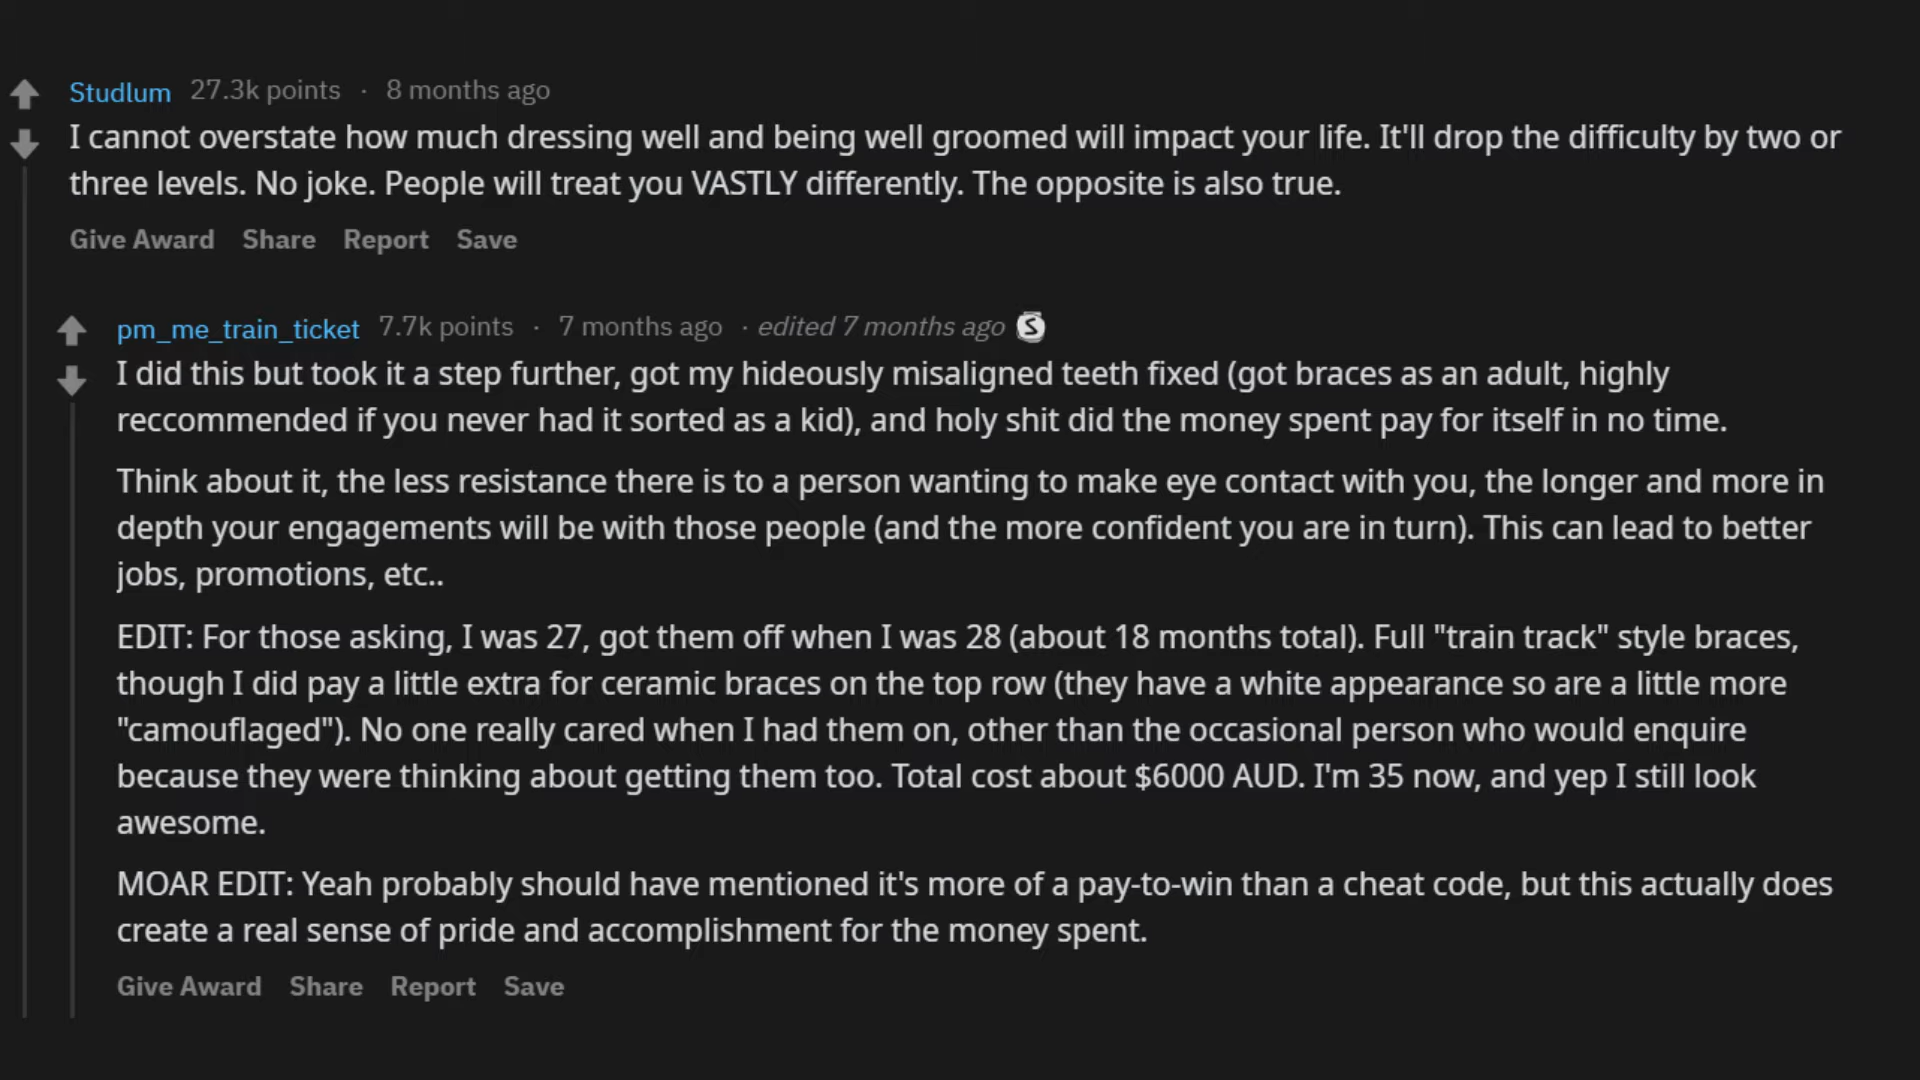 Studlum 27.3k points · 8 months ago
I cannot overstate how much dressing well and being well groomed will impact your life. It'll drop the difficulty by two or
three levels. No joke. People will treat you VASTLY differently. The opposite is also true.
Give Award Share Report Save
pm_me_train_ticket 7.7k points · 7 months ago · edited 7 months ago S
I did this but took it a step further, got my hideously misaligned teeth fixed (got braces as an adult, highly
reccommended if you never had it sorted as a kid), and holy shit did the money spent pay for itself in no time.
Think about it, the less resistance there is to a person wanting to make eye contact with you, the longer and more in
depth your engagements will be with those people (and the more confident you are in turn). This can lead to better
jobs, promotions, etc..
EDIT: For those asking, I was 27, got them off when I was 28 (about 18 months total). Full "train track" style braces,
though I did pay a little extra for ceramic braces on the top row (they have a white appearance so are a little more
"camouflaged"). No one really cared when I had them on, other than the occasional person who would enquire
because they were thinking about getting them too. Total cost about $6000 AUD. I'm 35 now, and yep I still look
awesome.
MOAR EDIT: Yeah probably should have mentioned it's more of a pay-to-win than a cheat code, but this actually does
create a real sense of pride and accomplishment for the money spent.
Give Award Share Report Save